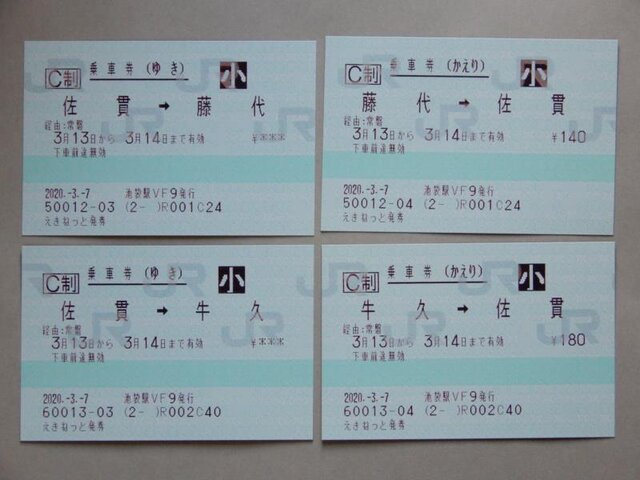 C制 乗車券(ゆき) 小
佐貫 → 藤代
経由:常磐
3月13日から 3月14日まで有効 ¥***
下車前途無効
2020.-3.-7 池袋駅VF9発行
50012-03 (2- )R001C24
えきねっと発券
C制 乗車券(かえり) 小
藤代 → 佐貫
経由:常磐
3月13日から 3月14日まで有効 ¥140
下車前途無効
2020.-3.-7 池袋駅VF9発行
50012-04 (2- )R001C24
えきねっと発券
C制 乗車券(ゆき) 小
佐貫 → 牛久
経由:常磐
3月13日から 3月14日まで有効 ¥***
下車前途無効
2020.-3.-7 池袋駅VF9発行
60013-03 (2- )R002C40
えきねっと発券
C制 乗車券(かえり) 小
牛久 → 佐貫
経由:常磐
3月13日から 3月14日まで有効 ¥180
下車前途無効
2020.-3.-7 池袋駅VF9発行
60013-04 (2- )R002C40
えきねっと発券